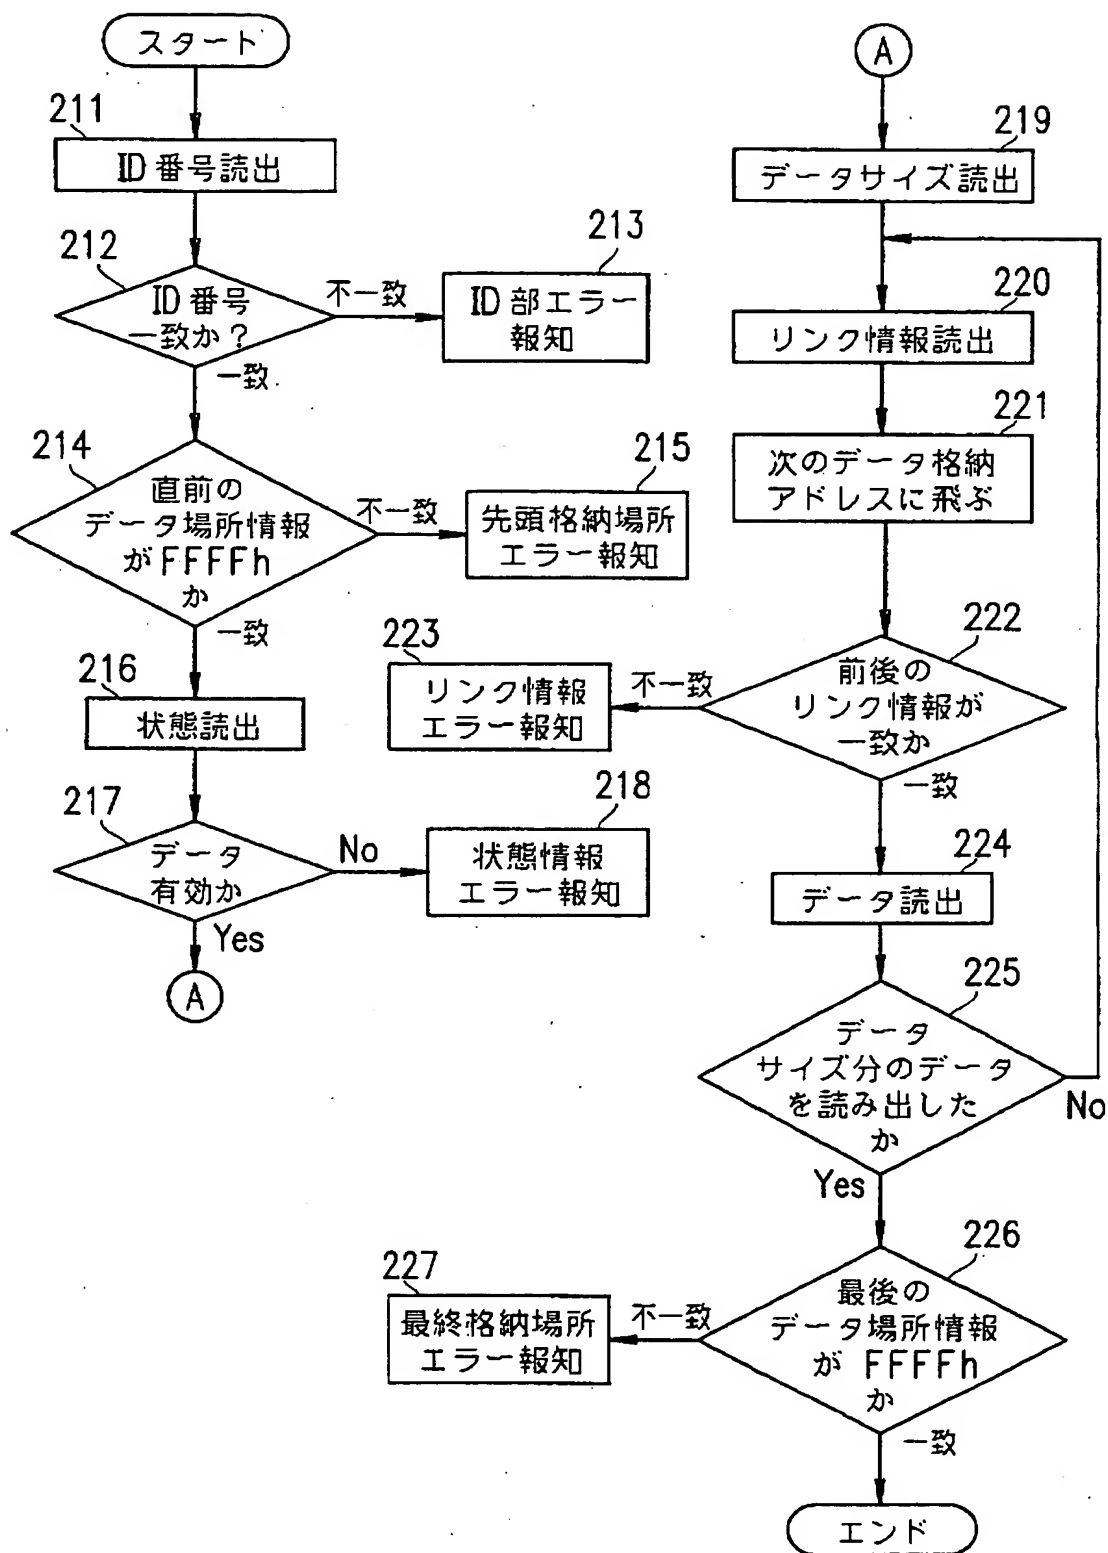 スタート
211
ID番号読出
212
ID番号
一致か?
不一致
213
ID部エラー
報知
一致
214
直前の
データ場所情報
がFFFFh
か
不一致
215
先頭格納場所
エラー報知
一致
216
状態読出
217
データ
有効か
No
218
状態情報
エラー報知
Yes
A
A
219
データサイズ読出
220
リンク情報読出
221
次のデータ格納
アドレスに飛ぶ
222
前後の
リンク情報が
一致か
不一致
223
リンク情報
エラー報知
一致
224
データ読出
225
データ
サイズ分のデータ
を読み出した
か
No
Yes
226
最後の
データ場所情報
が FFFFh
か
不一致
227
最終格納場所
エラー報知
一致
エンド